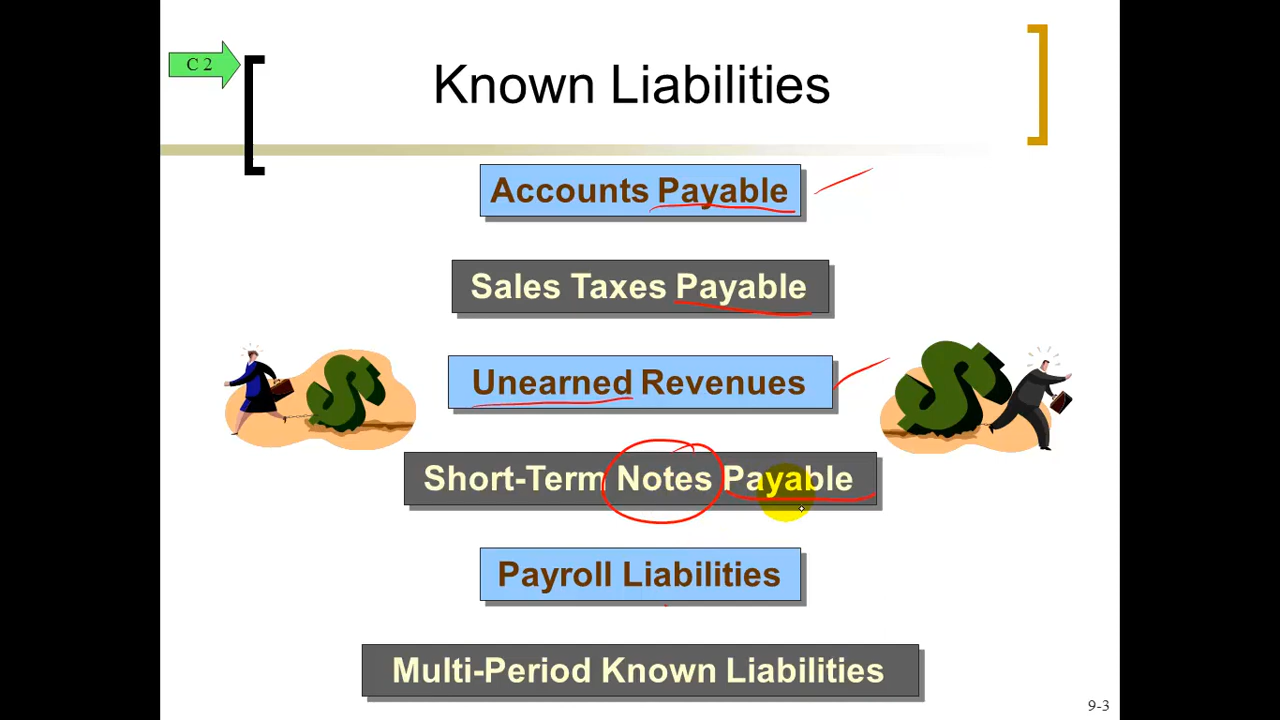 C 2
Known Liabilities
Accounts Payable
Sales Taxes Payable
Unearned Revenues
Short-Term Notes Payable
Payroll Liabilities
Multi-Period Known Liabilities
9-3